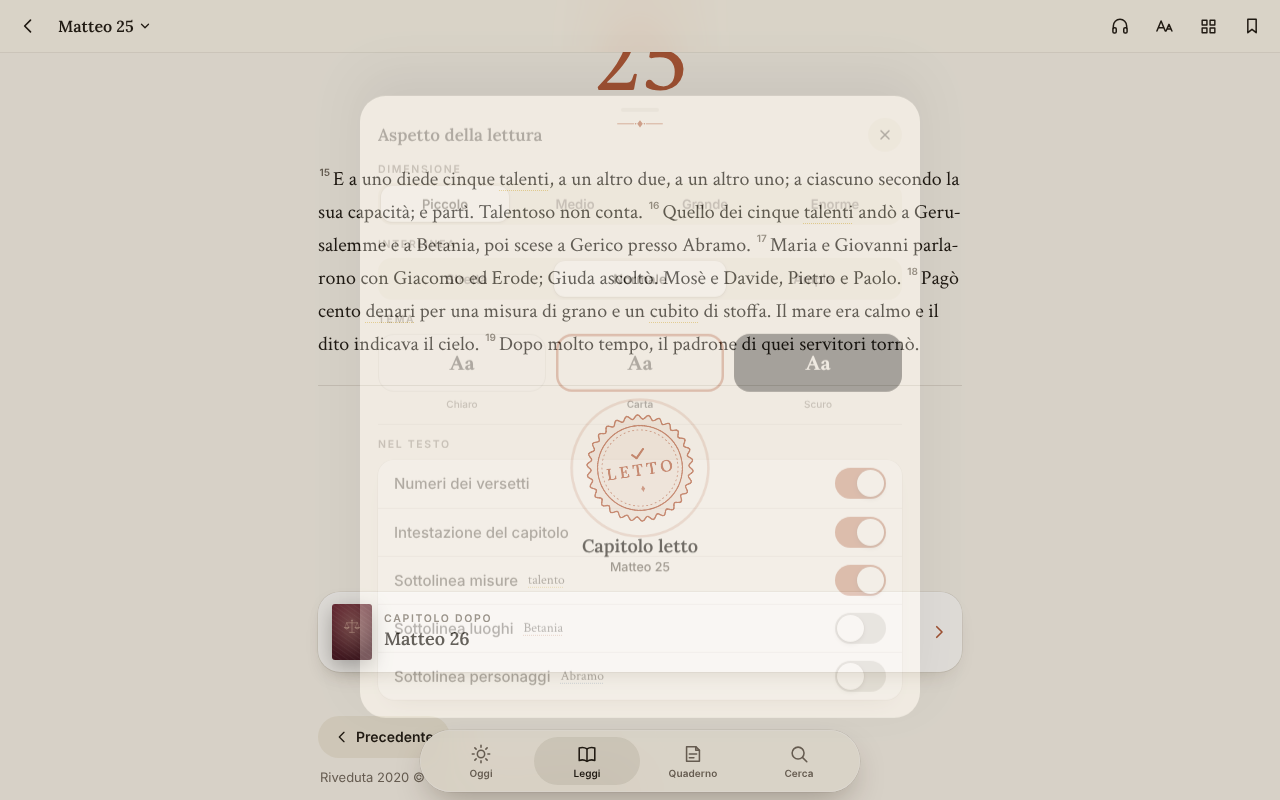 Matteo 25
25
Aspetto della lettura
DIMENSIONE
15 E a uno diede cinque talenti, a un altro due, a un altro uno; a ciascuno secondo la
Piccolo Medio Grande Enorme
sua capacità; e partì. Talentoso non conta. 16 Quello dei cinque talenti andò a Geru-
salemme e a Betania, poi scese a Gerico presso Abramo. 17 Maria e Giovanni parla-
rono con Giacomo ed Erode; Giuda ascoltò. Mosè e Davide, Pietro e Paolo. 18 Pagò
Normale
cento denari per una misura di grano e un cubito di stoffa. Il mare era calmo e il
TEMA
dito indicava il cielo. 19 Dopo molto tempo, il padrone di quei servitori tornò.
Aa Aa Aa
Chiaro Carta Scuro
NEL TESTO
LETTO
Numeri dei versetti
Intestazione del capitolo
Capitolo letto
Matteo 25
Sottolinea misure talento
CAPITOLO DOPO
Sottolinea luoghi Betania
Matteo 26
Sottolinea personaggi Abramo
Precedente
Oggi Leggi Quaderno Cerca
Riveduta 2020 ©